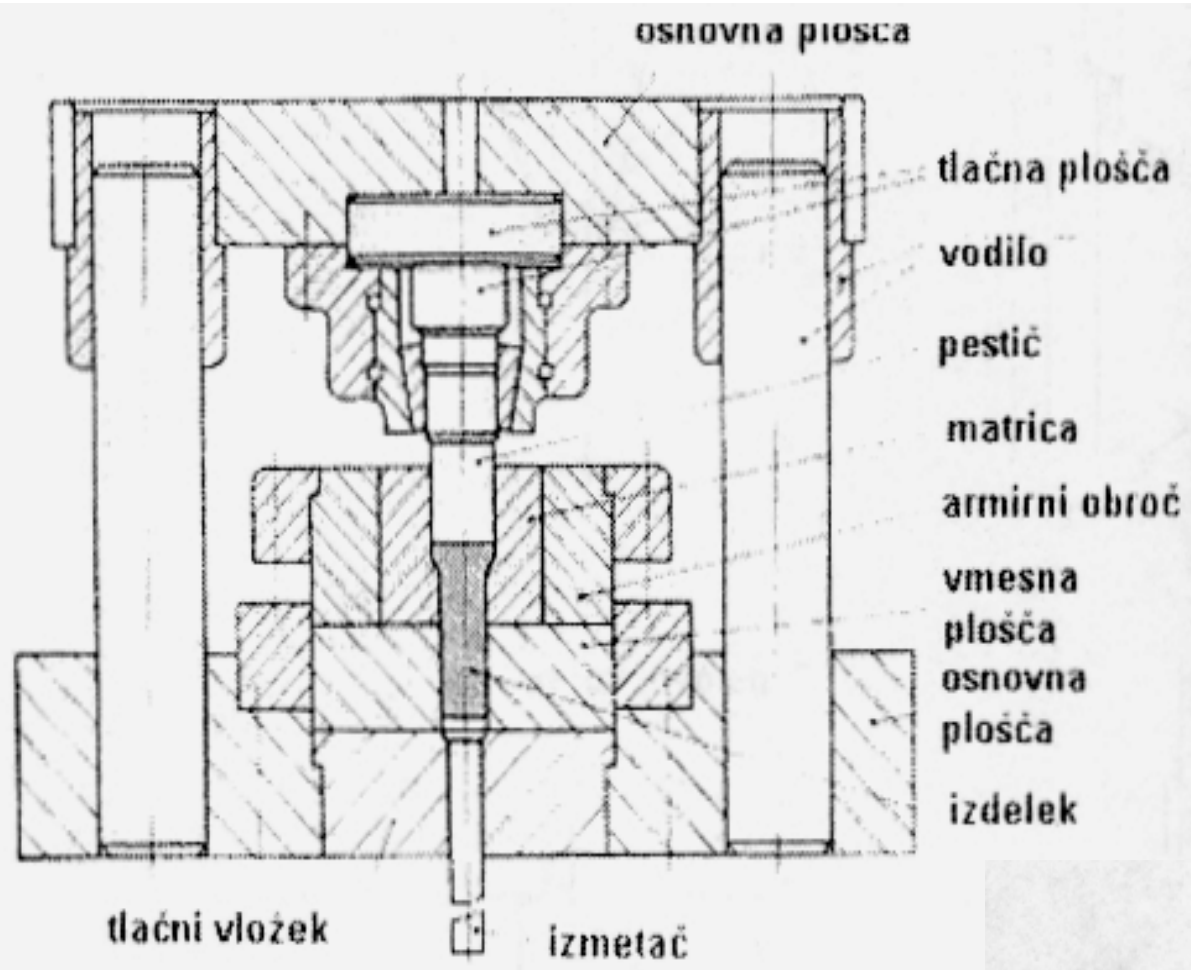 osnovna plošča
tlačna plošča
vodilo
pestič
matrica
armirni obroč
vmesna
plošča
osnovna
plošča
izdelek
tlačni vložek
izmetač